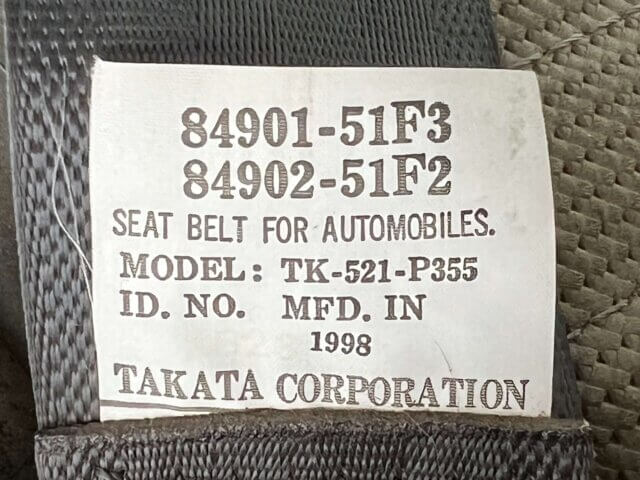 84901-51F3
84902-51F2
SEAT BELT FOR AUTOMOBILES.
MODEL: TK-521-P355
ID. NO. MFD. IN
1998
TAKATA CORPORATION